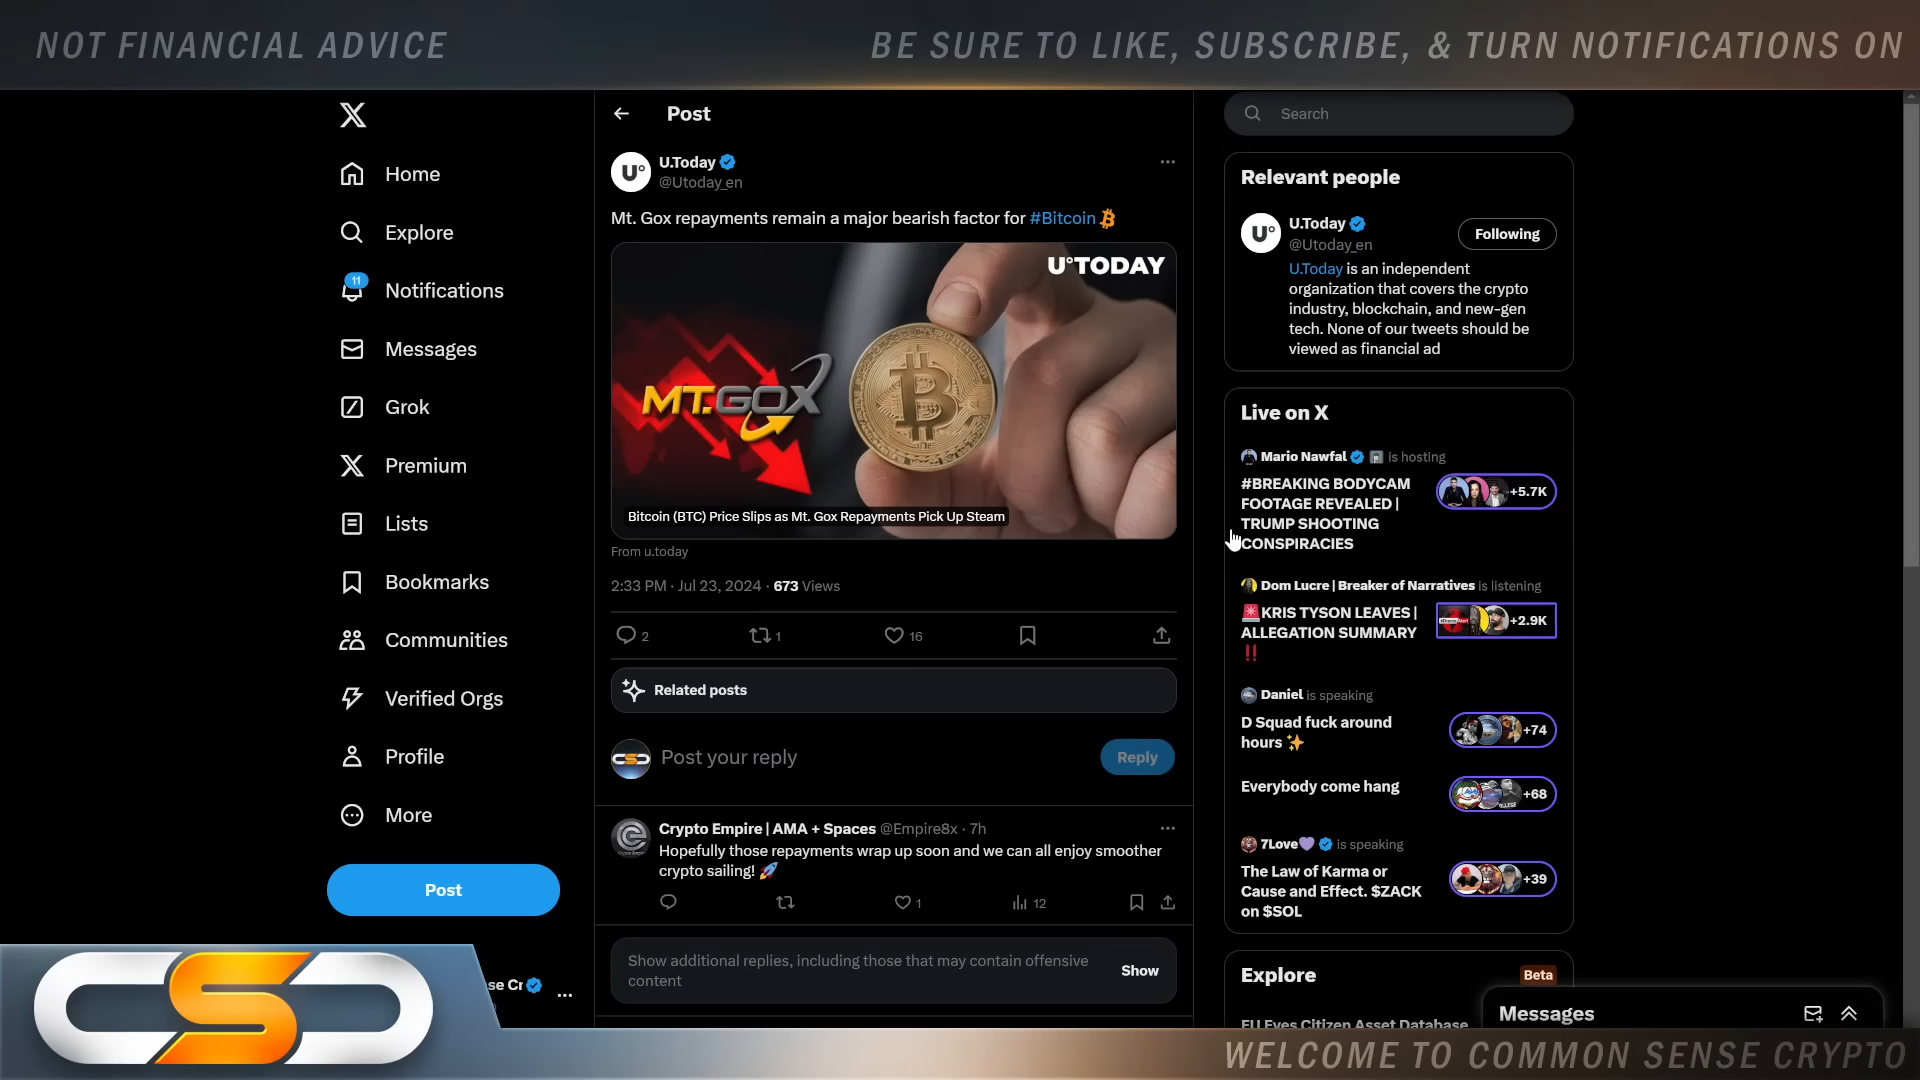 NOT FINANCIAL ADVICE
BE SURE TO LIKE, SUBSCRIBE, & TURN NOTIFICATIONS ON
Home
Explore
11
Notifications
Messages
Grok
Premium
Lists
Bookmarks
Communities
Verified Orgs
Profile
More
Post
se Cr
Post
U.Today
@Utoday_en
Mt. Gox repayments remain a major bearish factor for #Bitcoin
U°TODAY
MT.GOX
Bitcoin (BTC) Price Slips as Mt. Gox Repayments Pick Up Steam
From u.today
2:33 PM · Jul 23, 2024 · 673 Views
2 1 16
Related posts
Post your reply
Reply
Crypto Empire | AMA + Spaces @Empire8x · 7h
Hopefully those repayments wrap up soon and we can all enjoy smoother
crypto sailing! 🚀
1 12
Show additional replies, including those that may contain offensive
content
Show
Search
Relevant people
U.Today
@Utoday_en
Following
U.Today is an independent
organization that covers the crypto
industry, blockchain, and new-gen
tech. None of our tweets should be
viewed as financial ad
Live on X
Mario Nawfal is hosting
#BREAKING BODYCAM
FOOTAGE REVEALED |
TRUMP SHOOTING
CONSPIRACIES
+5.7K
Dom Lucre | Breaker of Narratives is listening
🚨KRIS TYSON LEAVES |
ALLEGATION SUMMARY
‼️
+2.9K
Daniel is speaking
D Squad fuck around
hours ✨
+74
Everybody come hang
+68
7Love💜 is speaking
The Law of Karma or
Cause and Effect. $ZACK
on $SOL
+39
Explore
Beta
EU Eyes Citizen Asset Database
Messages
CSC
WELCOME TO COMMON SENSE CRYPTO